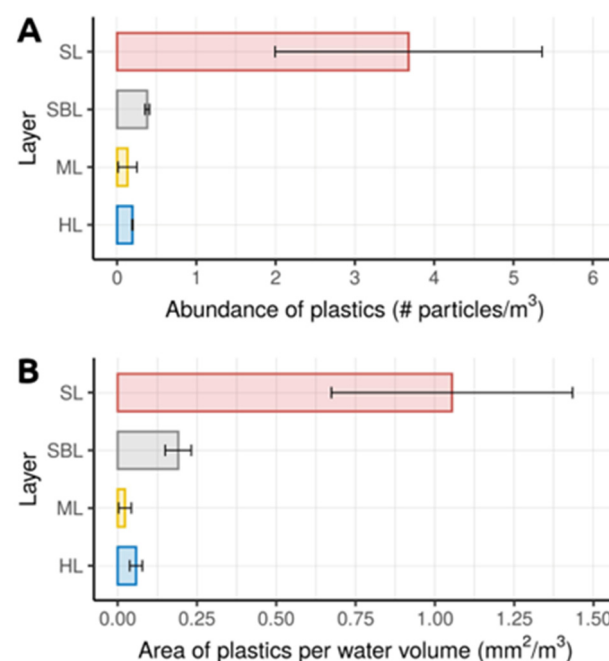 A
SL
SBL
ML
HL
Layer
0 1 2 3 4 5 6
Abundance of plastics (# particles/m³)
B
SL
SBL
ML
HL
Layer
0.00 0.25 0.50 0.75 1.00 1.25 1.50
Area of plastics per water volume (mm²/m³)